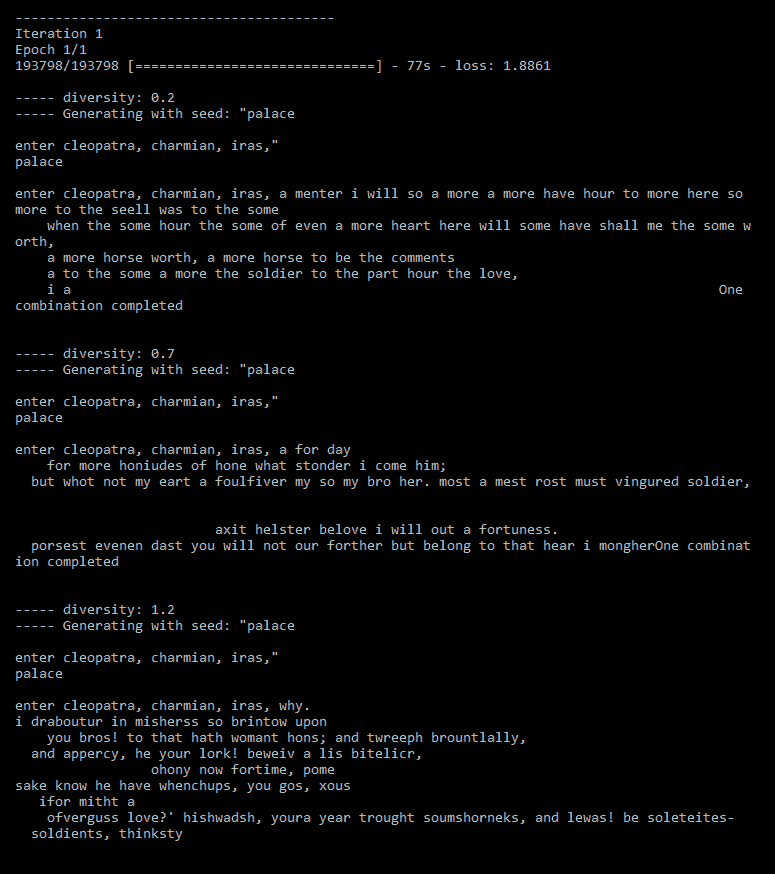 ----------------------------------------
Iteration 1
Epoch 1/1
193798/193798 [==============================] - 77s - loss: 1.8861
----- diversity: 0.2
----- Generating with seed: "palace
enter cleopatra, charmian, iras,"
palace
enter cleopatra, charmian, iras, a menter i will so a more a more have hour to more here so
more to the seell was to the some
when the some hour the some of even a more heart here will some have shall me the some w
orth,
a more horse worth, a more horse to be the comments
a to the some a more the soldier to the part hour the love,
i a One
combination completed
----- diversity: 0.7
----- Generating with seed: "palace
enter cleopatra, charmian, iras,"
palace
enter cleopatra, charmian, iras, a for day
for more honiudes of hone what stonder i come him;
but whot not my eart a foulfiver my so my bro her. most a mest rost must vingured soldier,
axit helster belove i will out a fortuness.
porsest evenen dast you will not our forther but belong to that hear i mongherOne combinat
ion completed
----- diversity: 1.2
----- Generating with seed: "palace
enter cleopatra, charmian, iras,"
palace
enter cleopatra, charmian, iras, why.
i draboutur in misherss so brintow upon
you bros! to that hath womant hons; and twreeph brountlally,
and appercy, he your lork! beweiv a lis bitelicr,
ohony now fortime, pome
sake know he have whenchups, you gos, xous
ifor mitht a
ofverguss love?' hishwadsh, youra year trought soumshorneks, and lewas! be soleteites-
soldients, thinksty